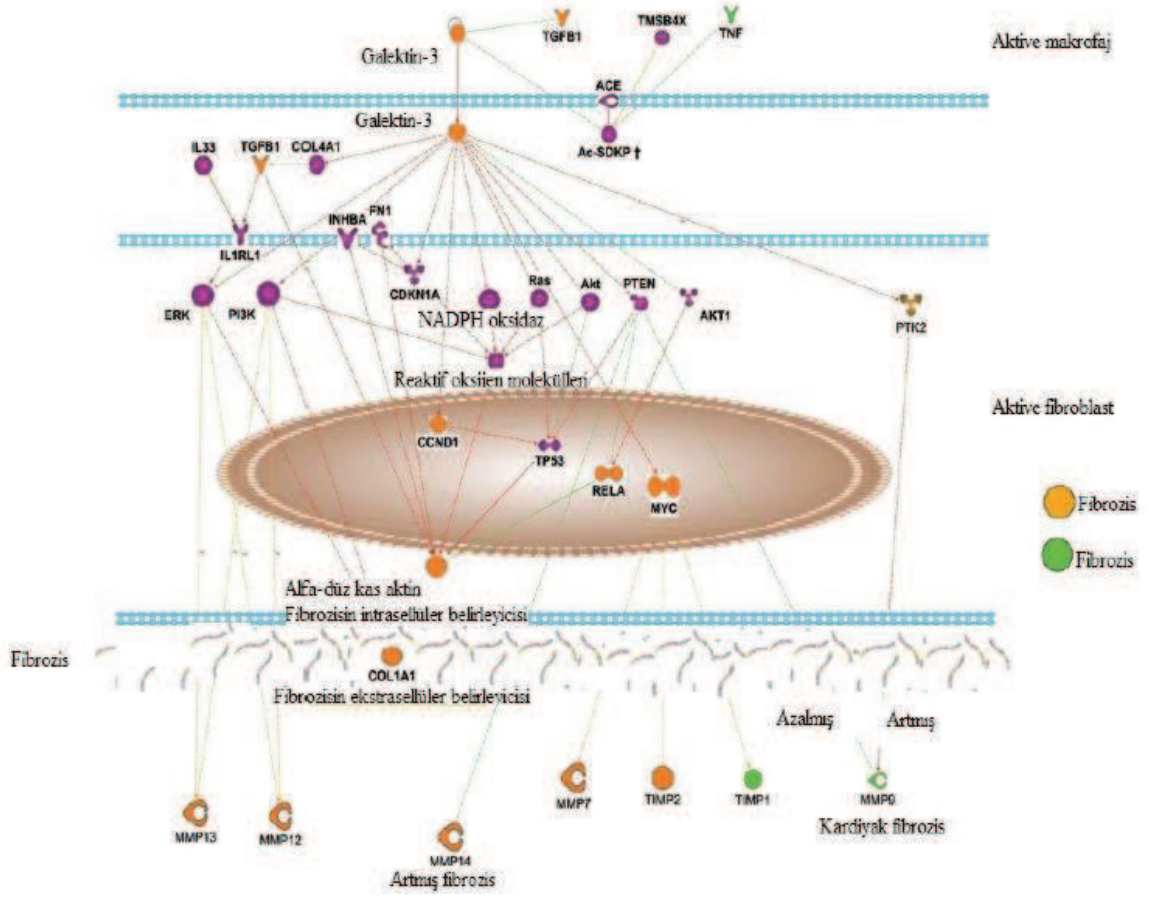 TGFB1
TMSB4X
TNF
Aktive makrofaj
Galektin-3
ACE
Galektin-3
Ac-SDKP †
IL33
TGFB1
COL4A1
INHBA
FN1
IL1RL1
CDKN1A
Ras
Akt
PTEN
ERK
PI3K
NADPH oksidaz
AKT1
PTK2
Reaktif oksijen molekülleri
Aktive fibroblast
CCND1
TP53
RELA
MYC
Fibrozis
Fibrozis
Alfa-düz kas aktin
Fibrozisin intrasellüler belirleyicisi
Fibrozis
COL1A1
Fibrozisin ekstrasellüler belirleyicisi
Azalmış
Artmış
MMP7
TIMP2
TIMP1
MMP9
MMP13
MMP12
Kardiyak fibrozis
MMP14
Artmış fibrozis